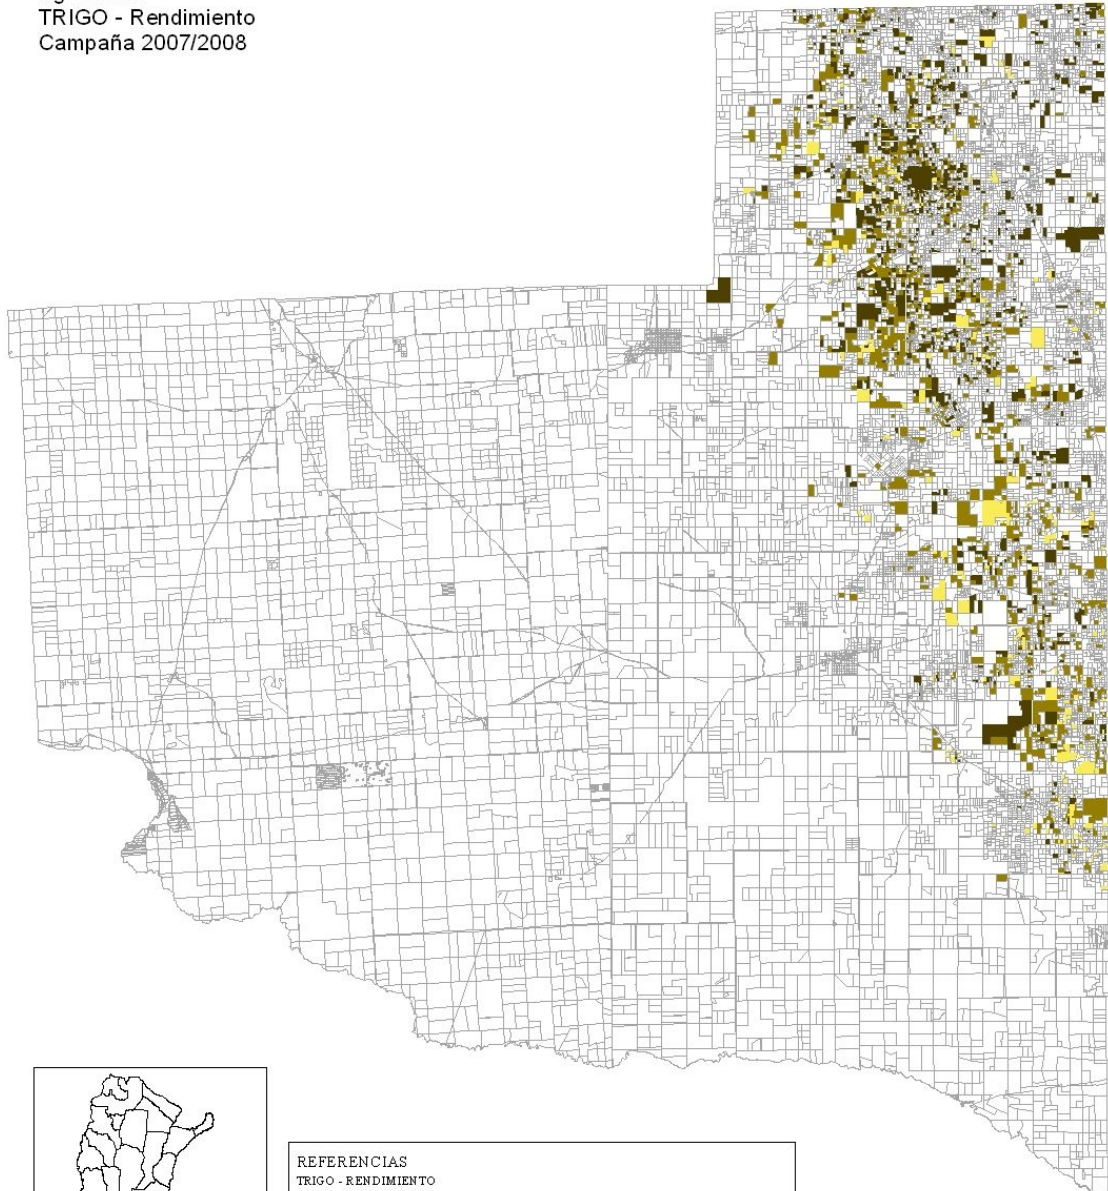 TRIGO - Rendimiento
Campaña 2007/2008
REFERENCIAS
TRIGO - RENDIMIENTO